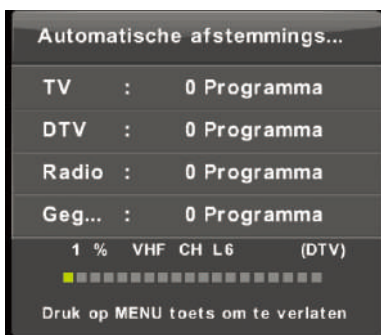 Automatische afstemmings...
TV : 0 Programma
DTV : 0 Programma
Radio : 0 Programma
Geg... : 0 Programma
1 % VHF CH L6 (DTV)
Druk op MENU toets om te verlaten